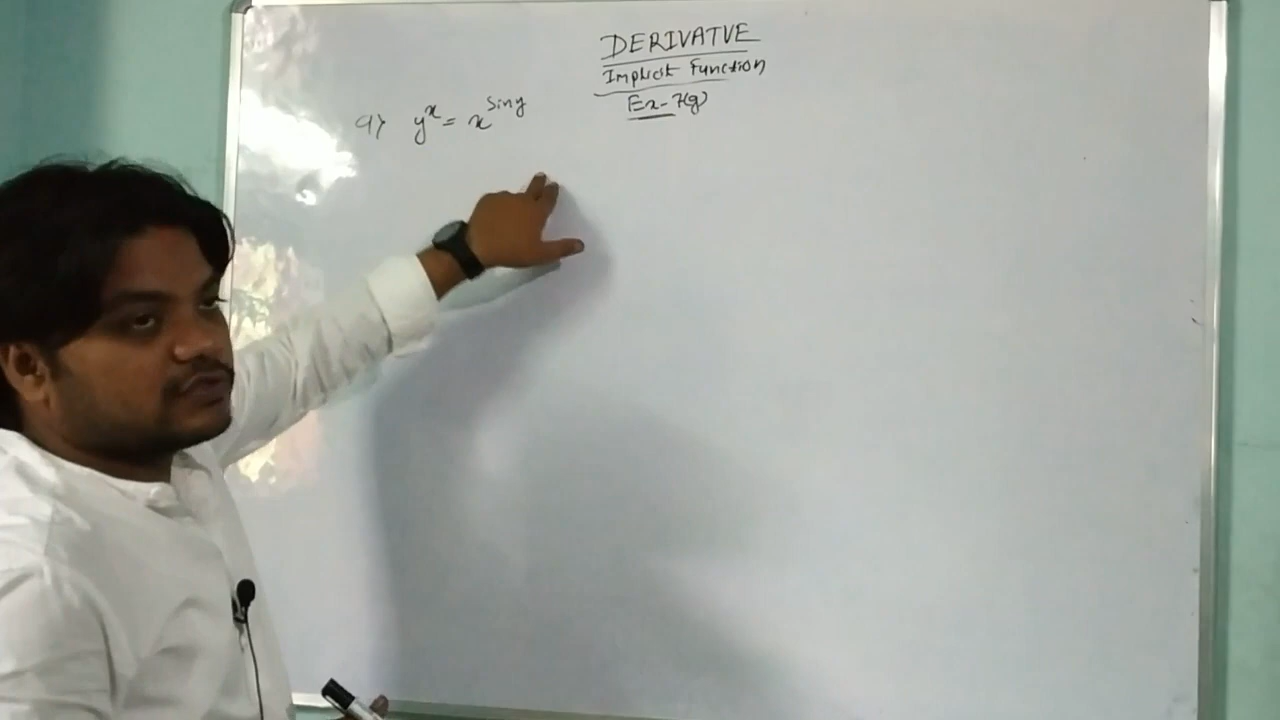 DERIVATVE
Implicit Function
Ex-7(g)
9) y^x = x^siny